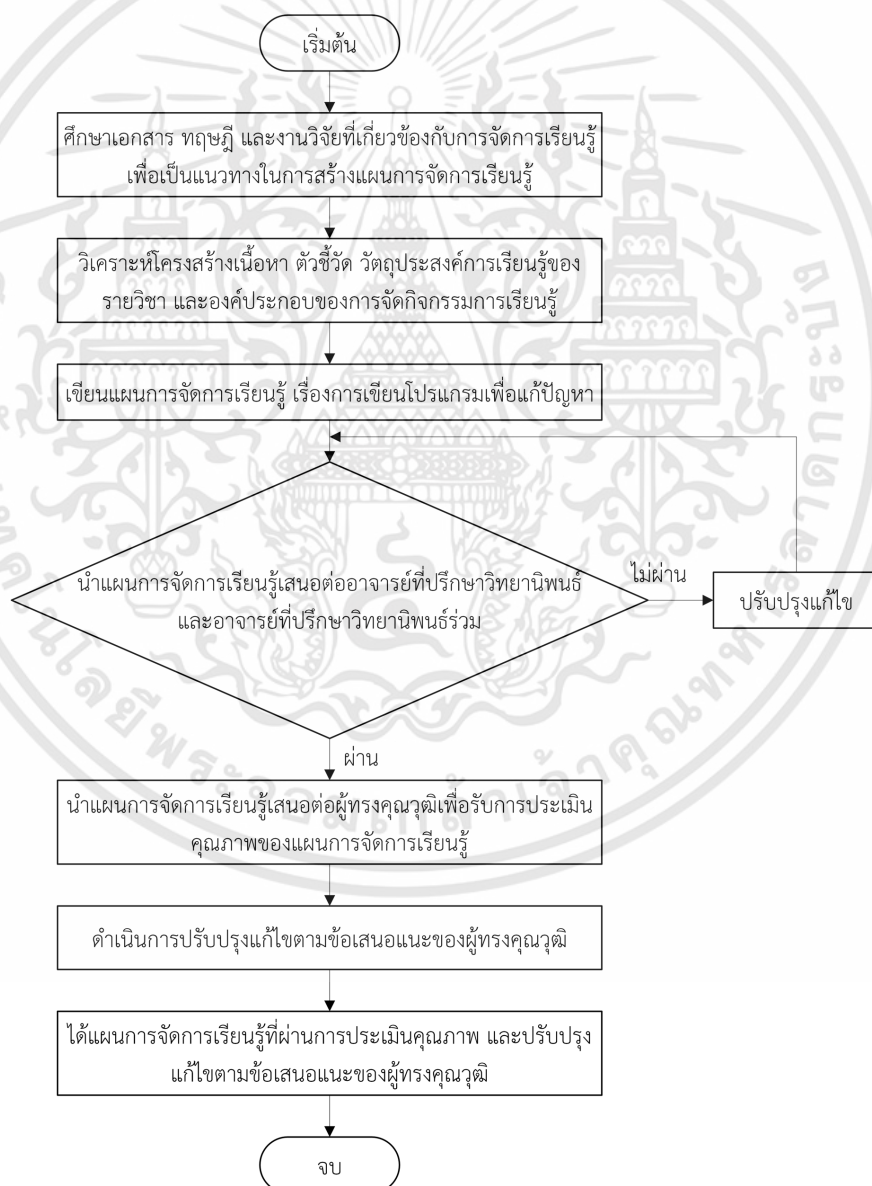 เริ่มต้น
ศึกษาเอกสาร ทฤษฎี และงานวิจัยที่เกี่ยวข้องกับการจัดการเรียนรู้
เพื่อเป็นแนวทางในการสร้างแผนการจัดการเรียนรู้
วิเคราะห์โครงสร้างเนื้อหา ตัวชี้วัด วัตถุประสงค์การเรียนรู้ของ
รายวิชา และองค์ประกอบของการจัดกิจกรรมการเรียนรู้
เขียนแผนการจัดการเรียนรู้ เรื่องการเขียนโปรแกรมเพื่อแก้ปัญหา
นำแผนการจัดการเรียนรู้เสนอต่ออาจารย์ที่ปรึกษาวิทยานิพนธ์
และอาจารย์ที่ปรึกษาวิทยานิพนธ์ร่วม
ไม่ผ่าน
ปรับปรุงแก้ไข
ผ่าน
นำแผนการจัดการเรียนรู้เสนอต่อผู้ทรงคุณวุฒิเพื่อรับการประเมิน
คุณภาพของแผนการจัดการเรียนรู้
ดำเนินการปรับปรุงแก้ไขตามข้อเสนอแนะของผู้ทรงคุณวุฒิ
ได้แผนการจัดการเรียนรู้ที่ผ่านการประเมินคุณภาพ และปรับปรุง
แก้ไขตามข้อเสนอแนะของผู้ทรงคุณวุฒิ
จบ